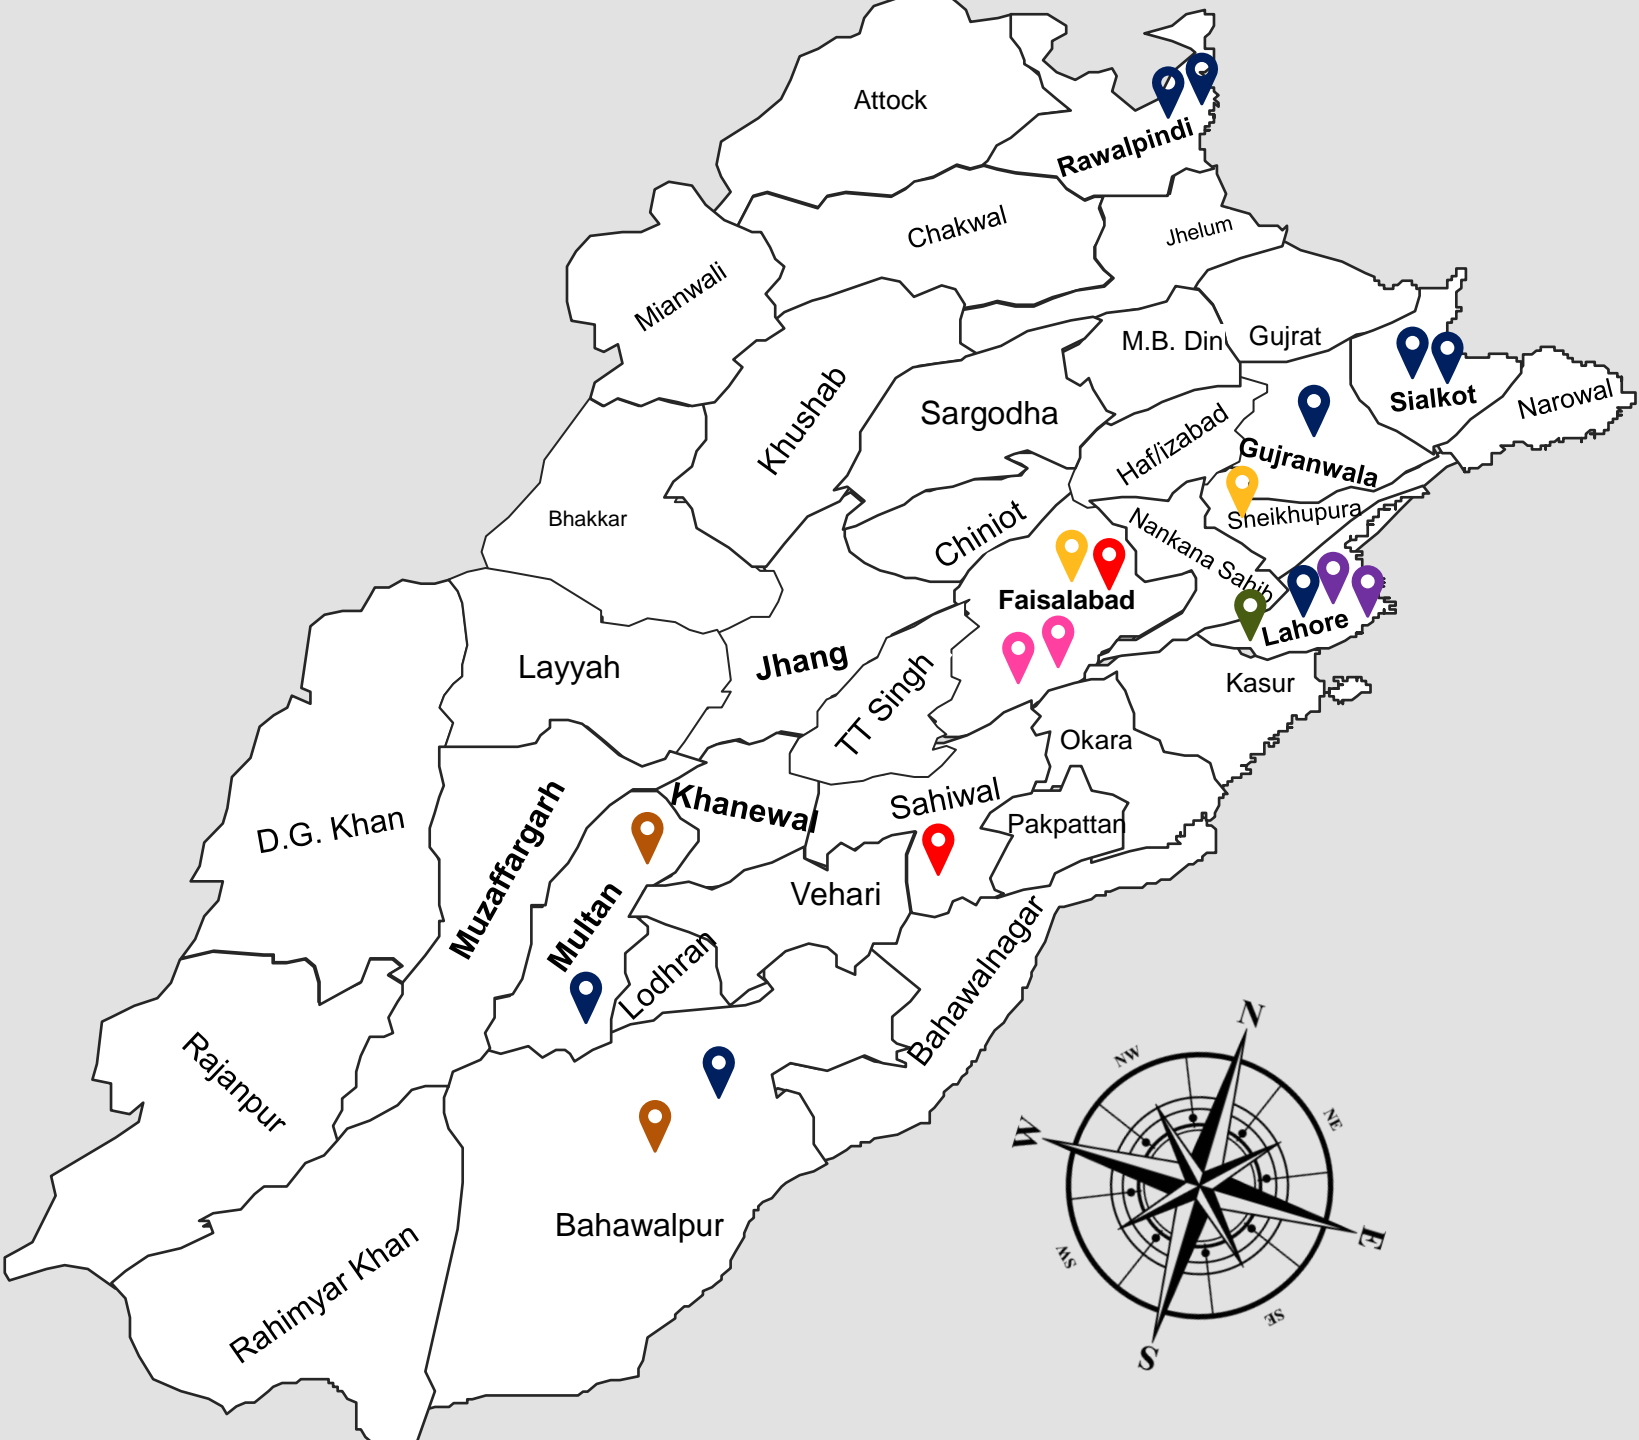 Attock
Rawalpindi
Chakwal
Jhelum
Mianwali
M.B. Din
Gujrat
Khushab
Sargodha
Haf/izabad
Sialkot
Narowal
Gujranwala
Bhakkar
Chiniot
Nankana Sahib
Sheikhupura
Faisalabad
Lahore
Layyah
Jhang
TT Singh
Kasur
Okara
D.G. Khan
Muzaffargarh
Khanewal
Sahiwal
Pakpattan
Multan
Vehari
Lodhran
Bahawalnagar
Rajanpur
Bahawalpur
Rahimyar Khan
N
NW
NE
W
E
SW
SE
S